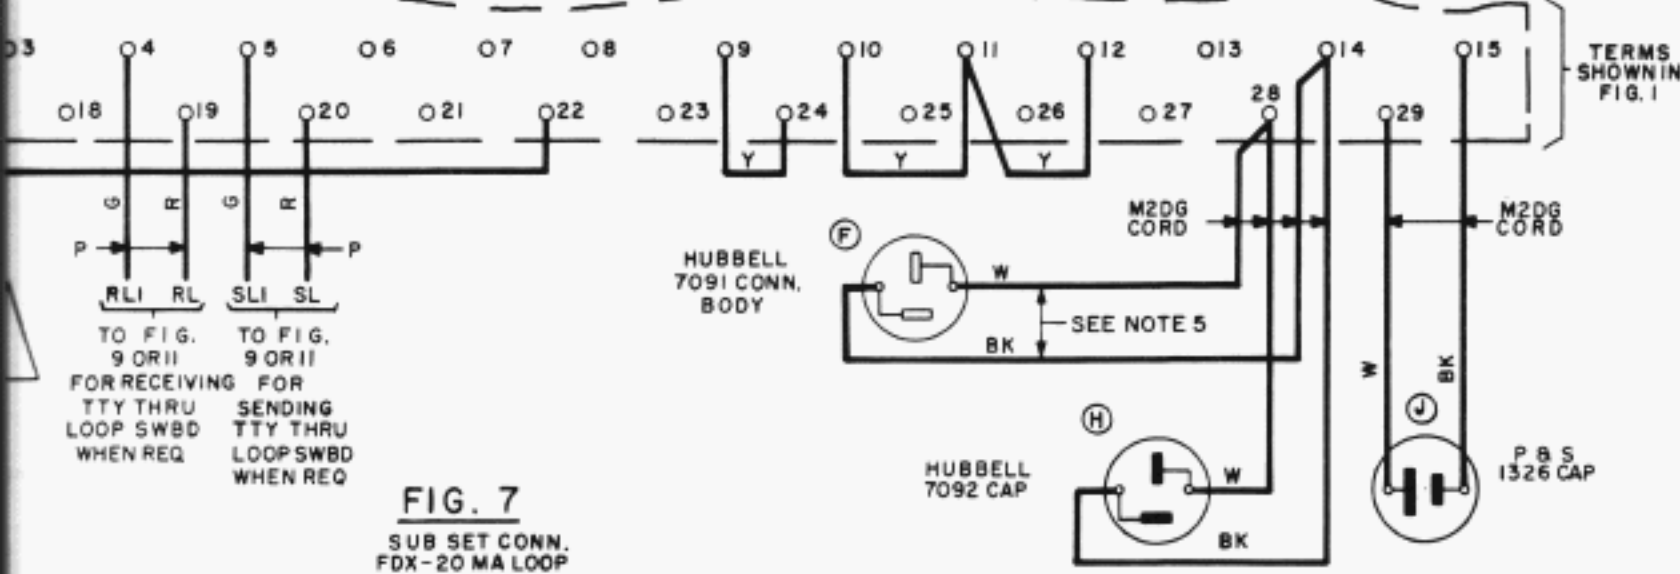 3 4 5 6 7 8 9 10 11 12 13 14 15
TERMS
SHOWN IN
FIG. 1
18 19 20 21 22 23 24 25 26 27 28 29
Y Y Y
G R G R
P P
M2DG
CORD
M2DG
CORD
RL1 RL SL1 SL
TO FIG.
9 OR 11
FOR RECEIVING
TTY THRU
LOOP SWBD
WHEN REQ
TO FIG.
9 OR 11
FOR
SENDING
TTY THRU
LOOP SWBD
WHEN REQ
F
HUBBELL
7091 CONN.
BODY
W
SEE NOTE 5
BK
H
HUBBELL
7092 CAP
W
BK
W BK
J
P & S
1326 CAP
FIG. 7
SUB SET CONN.
FDX-20 MA LOOP